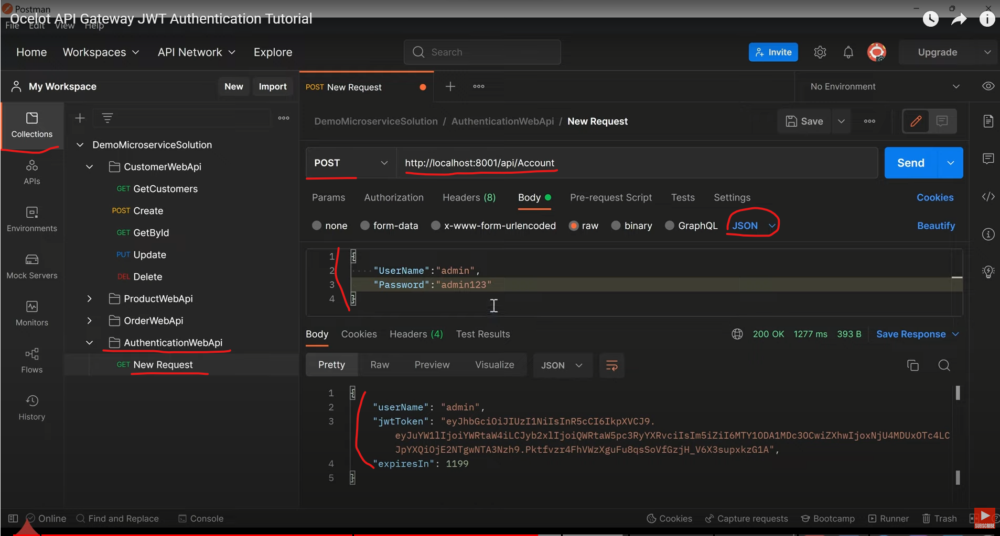 Postman
Ocelot API Gateway JWT Authentication Tutorial
File Edit View Help
Home Workspaces API Network Explore Search Invite Upgrade
My Workspace New Import POST New Request No Environment
Collections
APIs
Environments
Mock Servers
Monitors
Flows
History
DemoMicroserviceSolution
CustomerWebApi
GET GetCustomers
POST Create
GET GetById
PUT Update
DEL Delete
ProductWebApi
OrderWebApi
AuthenticationWebApi
GET New Request
DemoMicroserviceSolution / AuthenticationWebApi / New Request Save
POST http://localhost:8001/api/Account Send
Params Authorization Headers (8) Body Pre-request Script Tests Settings Cookies
none form-data x-www-form-urlencoded raw binary GraphQL JSON Beautify
1 {
2 "UserName":"admin",
3 "Password":"admin123"
4 }
Body Cookies Headers (4) Test Results 200 OK 1277 ms 393 B Save Response
Pretty Raw Preview Visualize JSON
1 {
2 "userName": "admin",
3 "jwtToken": "eyJhbGciOiJIUzI1NiIsInR5cCI6IkpXVCJ9.
eyJuYW1lIjoiYWRtaW4iLCJyb2xlIjoiQWRtaW5pc3RyYXRvciIsIm5iZiI6MTY1ODA1MDc3OCwiZXhwIjoxNjU4MDUxOTc4LC
JpYXQiOjE2NTgwNTA3Nzh9.Pktfvzr4FhVWzXguFu8qsSoVfGzjH_V6X3supxkzG1A",
4 "expiresIn": 1199
5 }
Online Find and Replace Console Cookies Capture requests Bootcamp Runner Trash
SUBSCRIBE